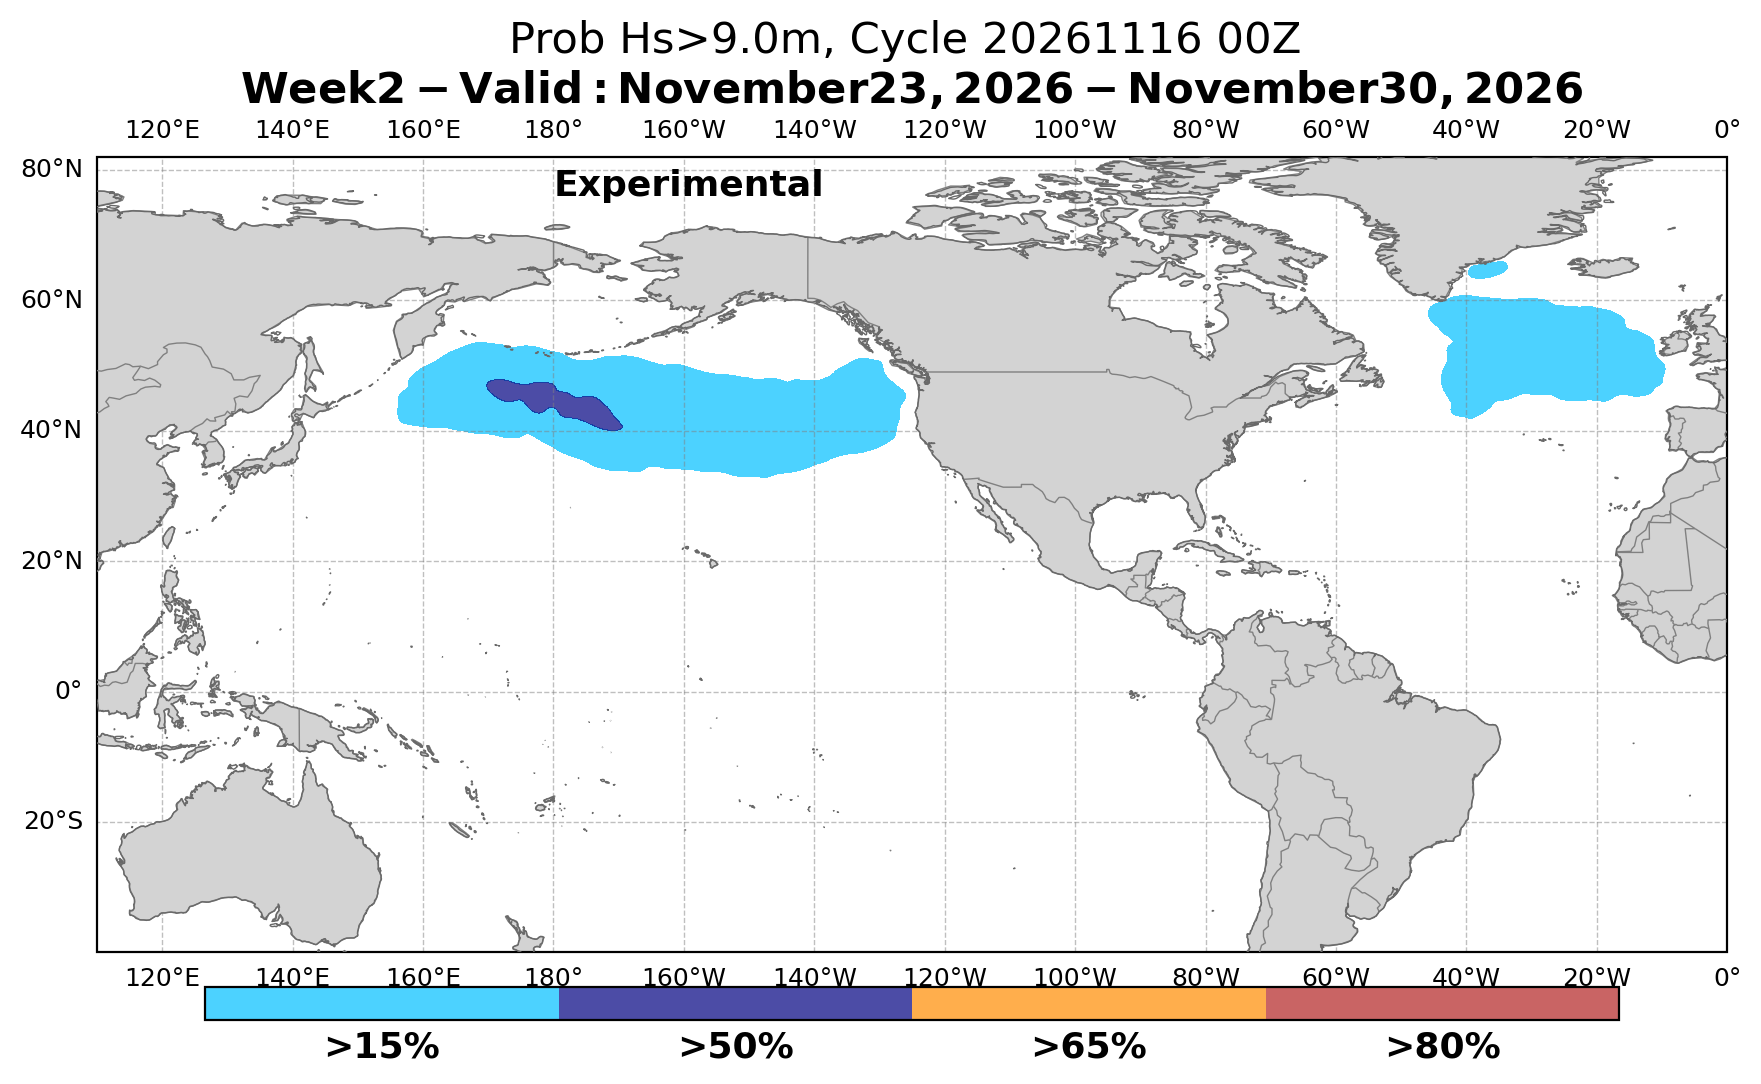 Prob Hs>9.0m, Cycle 20261116 00Z
Week2 − Valid : November23, 2026 − November30, 2026
120°E 140°E 160°E 180° 160°W 140°W 120°W 100°W 80°W 60°W 40°W 20°W 0°
80°N
Experimental
60°N
40°N
20°N
0°
20°S
120°E 140°E 160°E 180° 160°W 140°W 120°W 100°W 80°W 60°W 40°W 20°W 0°
>15% >50% >65% >80%